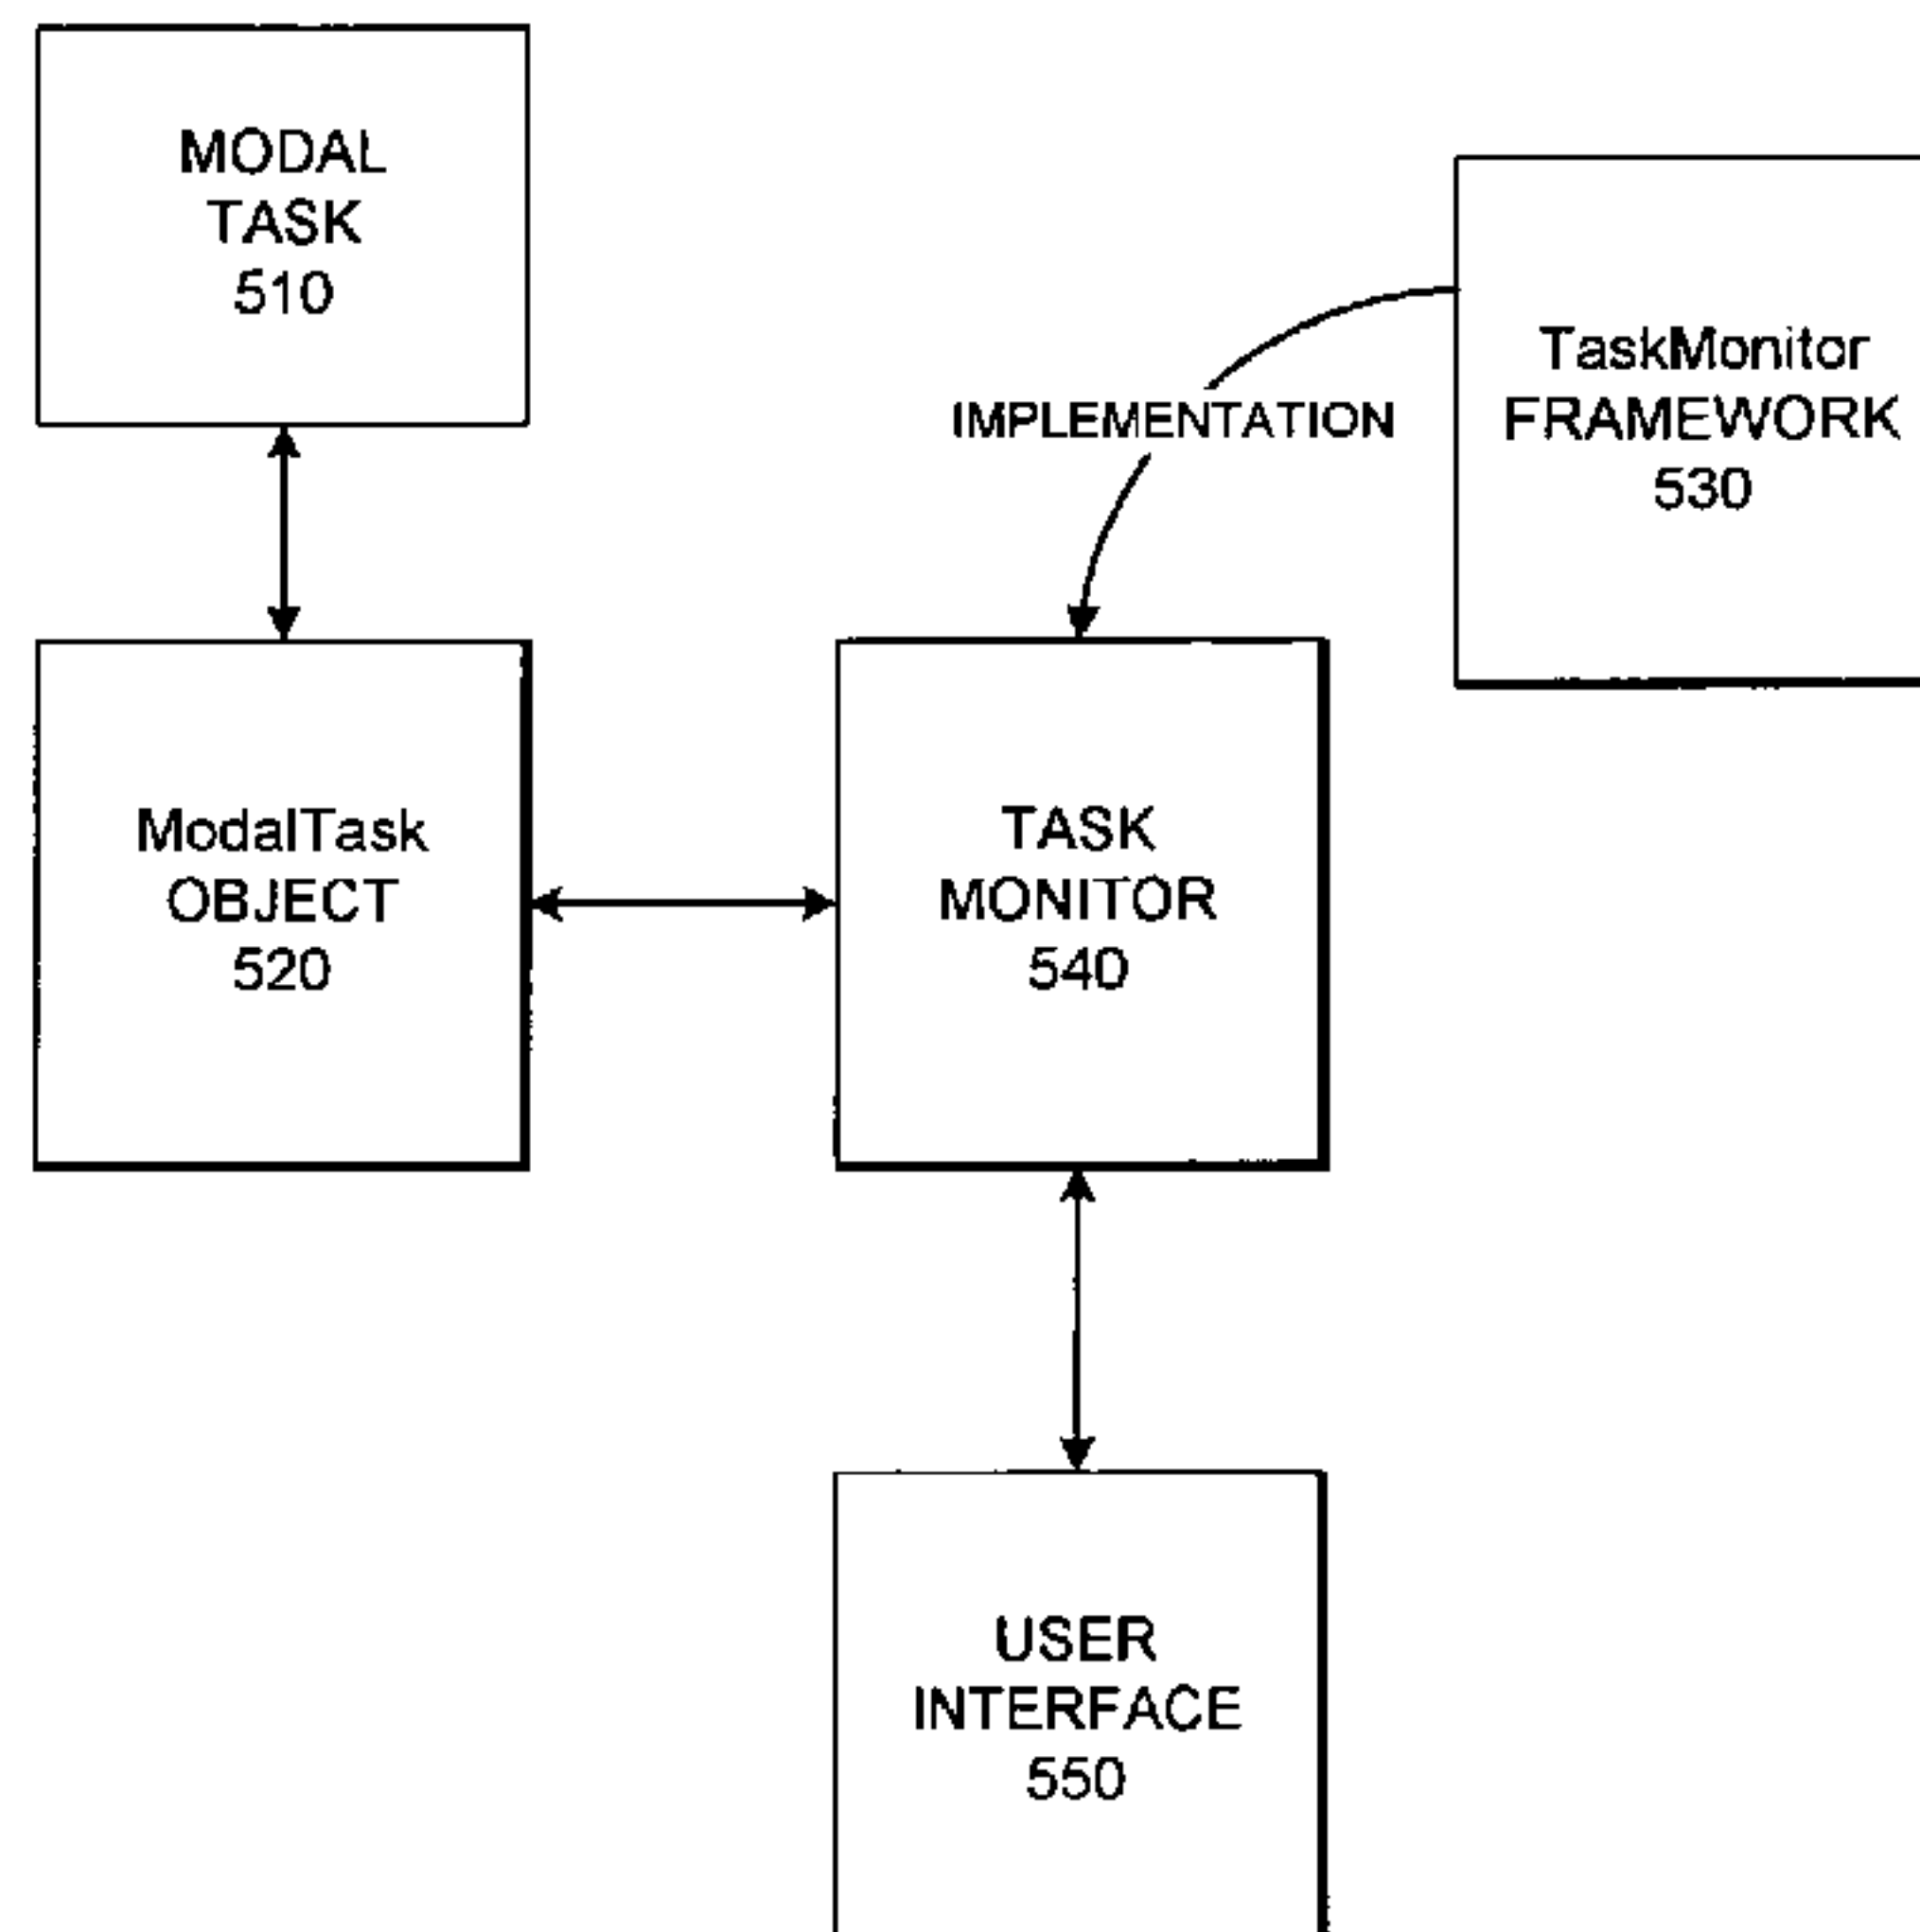 MODAL
TASK
510
IMPLEMENTATION
TaskMonitor
FRAMEWORK
530
ModalTask
OBJECT
520
TASK
MONITOR
540
USER
INTERFACE
550